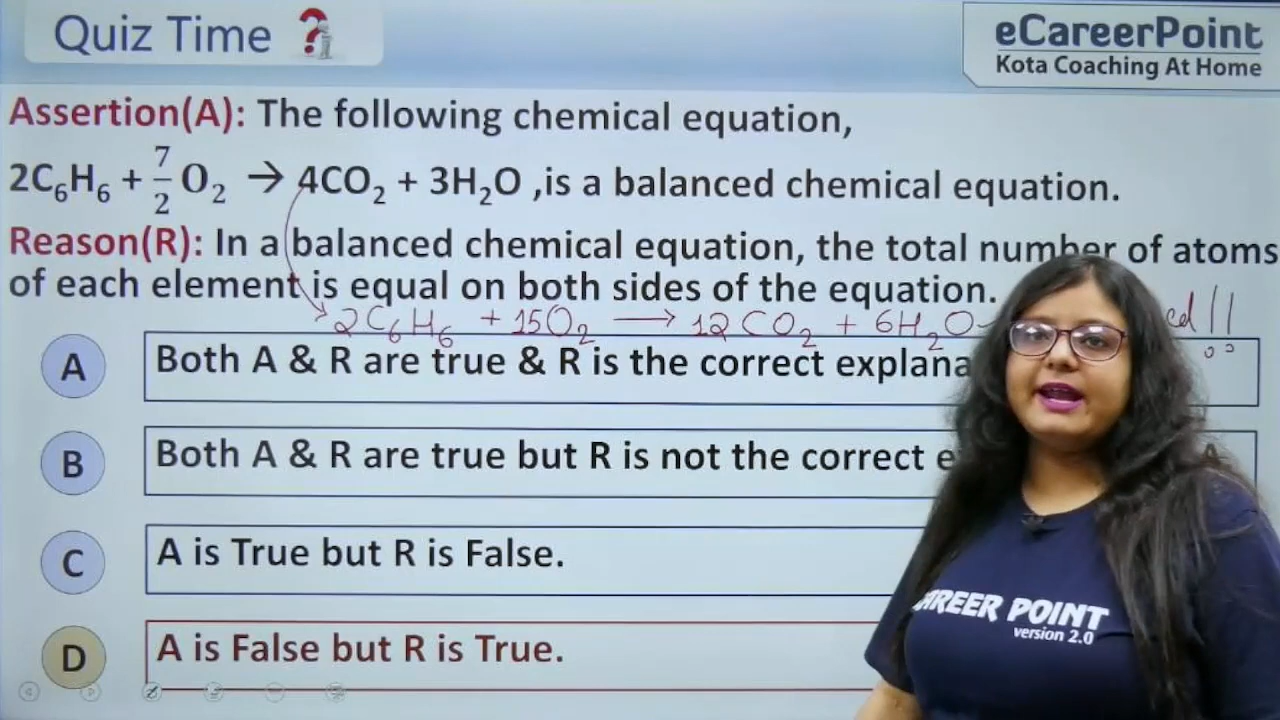 Quiz Time ?
eCareerPoint
Kota Coaching At Home
Assertion(A): The following chemical equation,
2C₆H₆ + 7/2 O₂ → 4CO₂ + 3H₂O ,is a balanced chemical equation.
Reason(R): In a balanced chemical equation, the total number of atoms
of each element is equal on both sides of the equation.
2C₆H₆ + 15O₂ → 12CO₂ + 6H₂O
A Both A & R are true & R is the correct
B Both A & R are true but R is not the correct
C A is True but R is False.
D A is False but R is True.
CAREER POINT
version 2.0